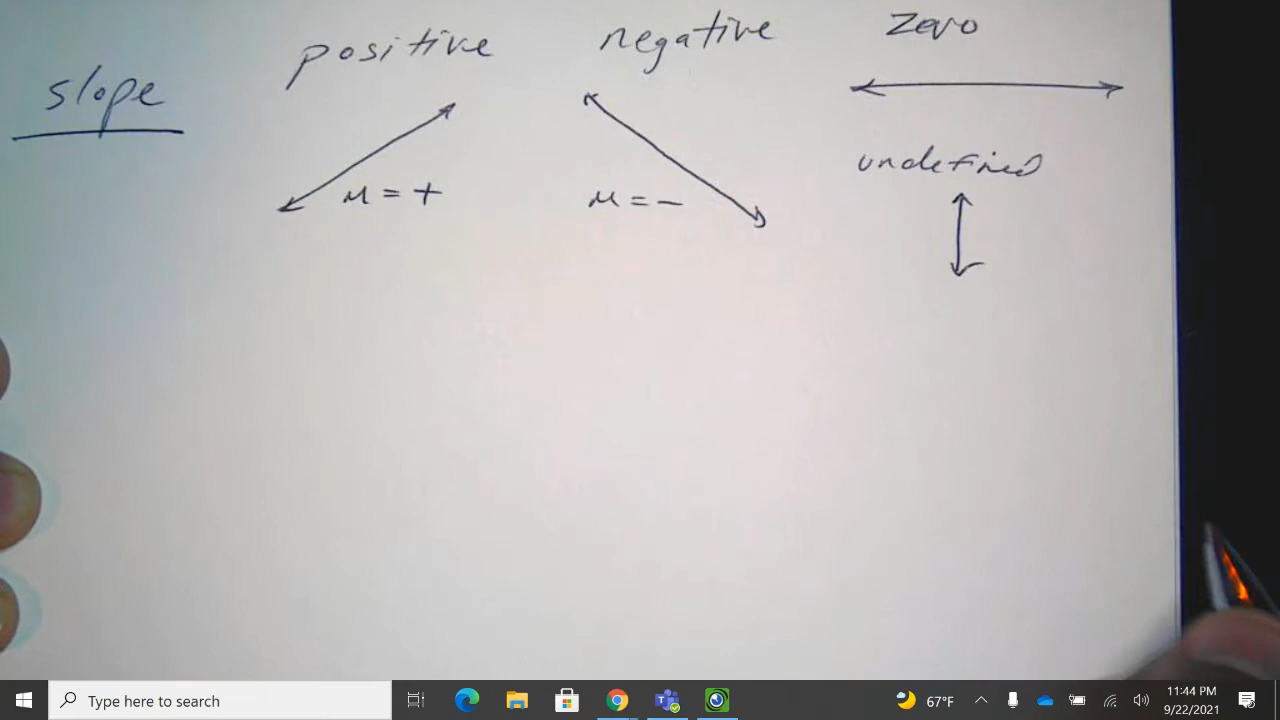 slope
positive
negative
zero
m = +
m = -
undefined
Type here to search
67°F
11:44 PM
9/22/2021